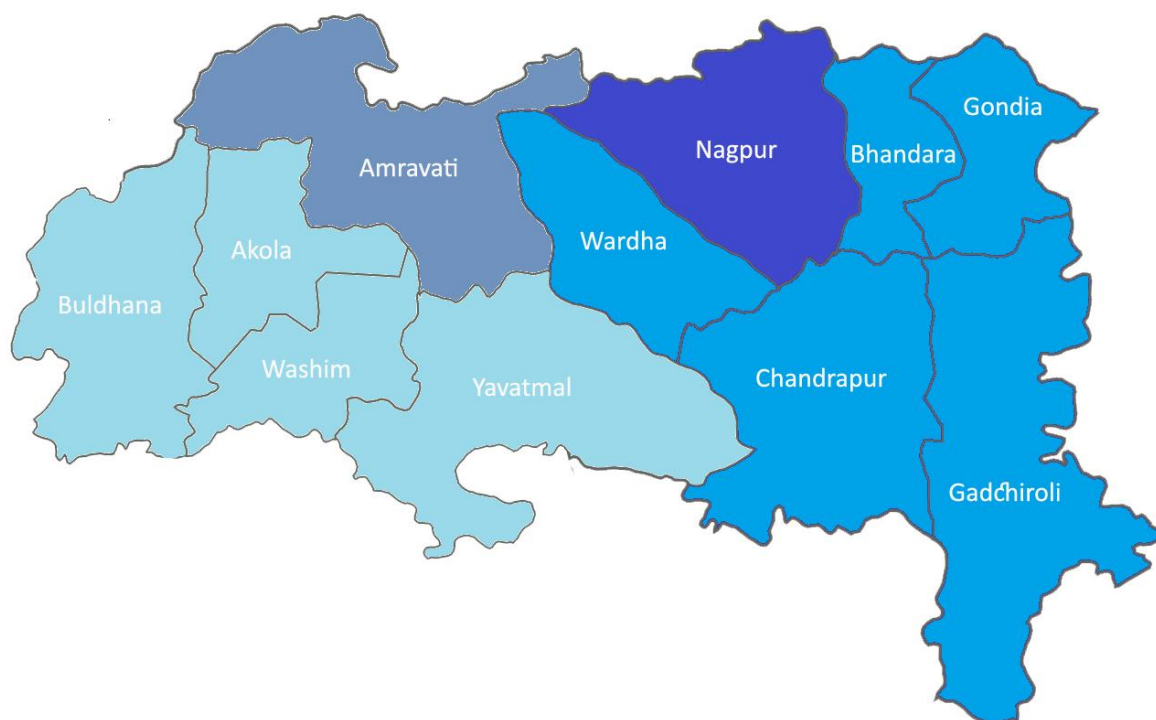 Gondia
Nagpur
Bhandara
Amravati
Wardha
Akola
Buldhana
Washim
Yavatmal
Chandrapur
Gadchiroli